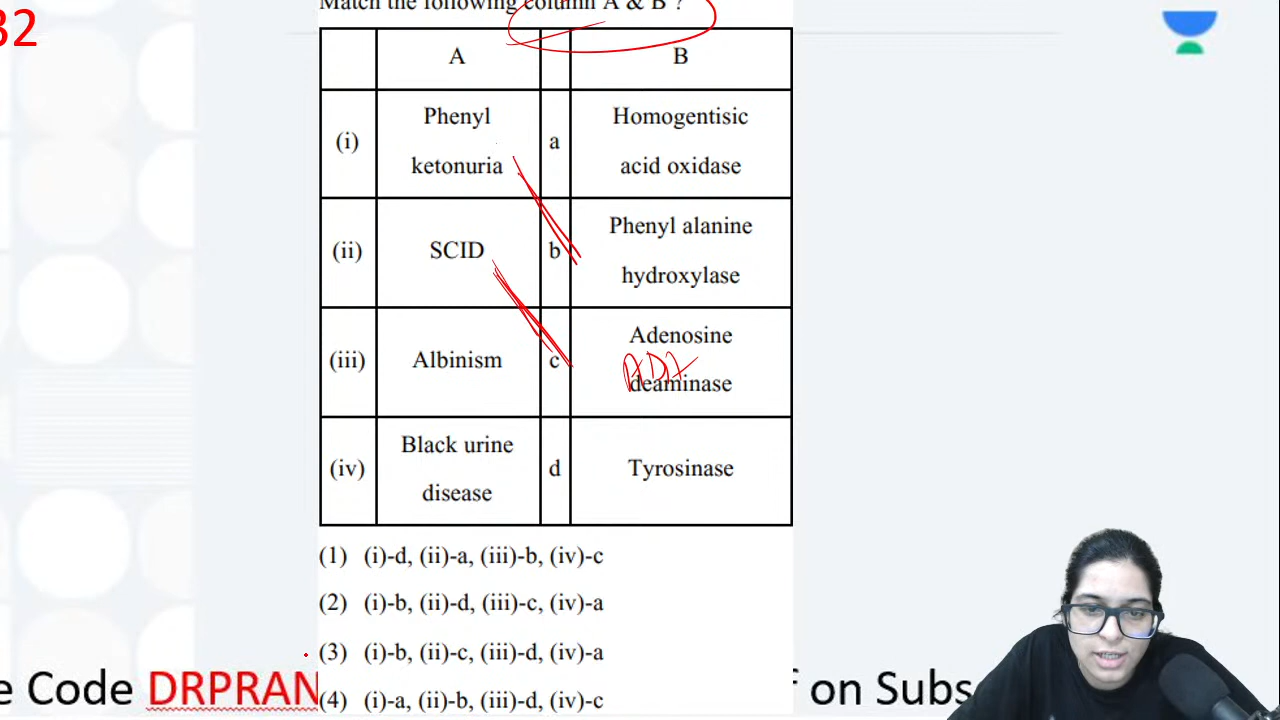 32
Match the following column A & B ?
A B
(i) Phenyl ketonuria a Homogentisic acid oxidase
(ii) SCID b Phenyl alanine hydroxylase
(iii) Albinism c Adenosine deaminase
ADA
(iv) Black urine disease d Tyrosinase
(1) (i)-d, (ii)-a, (iii)-b, (iv)-c
(2) (i)-b, (ii)-d, (iii)-c, (iv)-a
(3) (i)-b, (ii)-c, (iii)-d, (iv)-a
(4) (i)-a, (ii)-b, (iii)-d, (iv)-c
e Code DRPRAN f on Subs